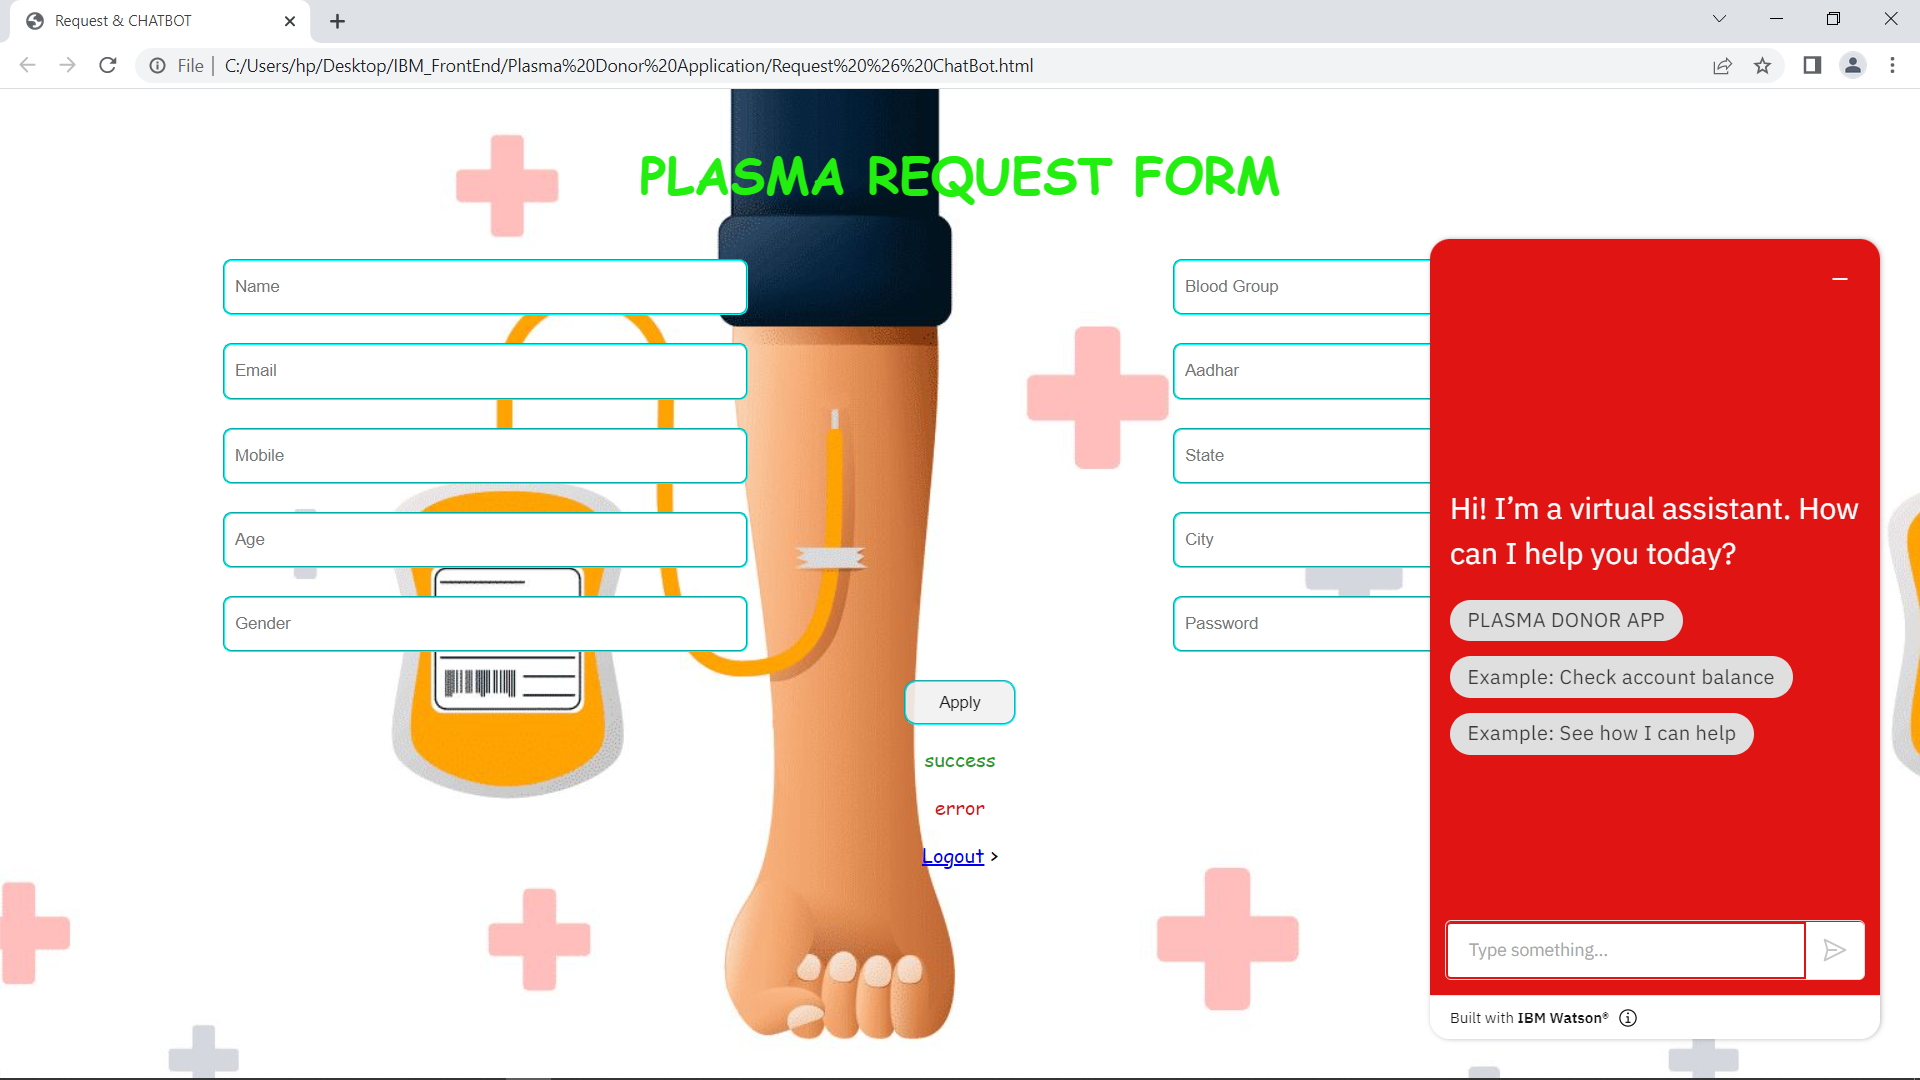 Request & CHATBOT
File | C:/Users/hp/Desktop/IBM_FrontEnd/Plasma%20Donor%20Application/Request%20%26%20ChatBot.html
PLASMA REQUEST FORM
Name
Blood Group
Email
Aadhar
Mobile
State
Age
City
Gender
Password
Apply
success
error
Logout >
Hi! I’m a virtual assistant. How
can I help you today?
PLASMA DONOR APP
Example: Check account balance
Example: See how I can help
Type something...
Built with IBM Watson®